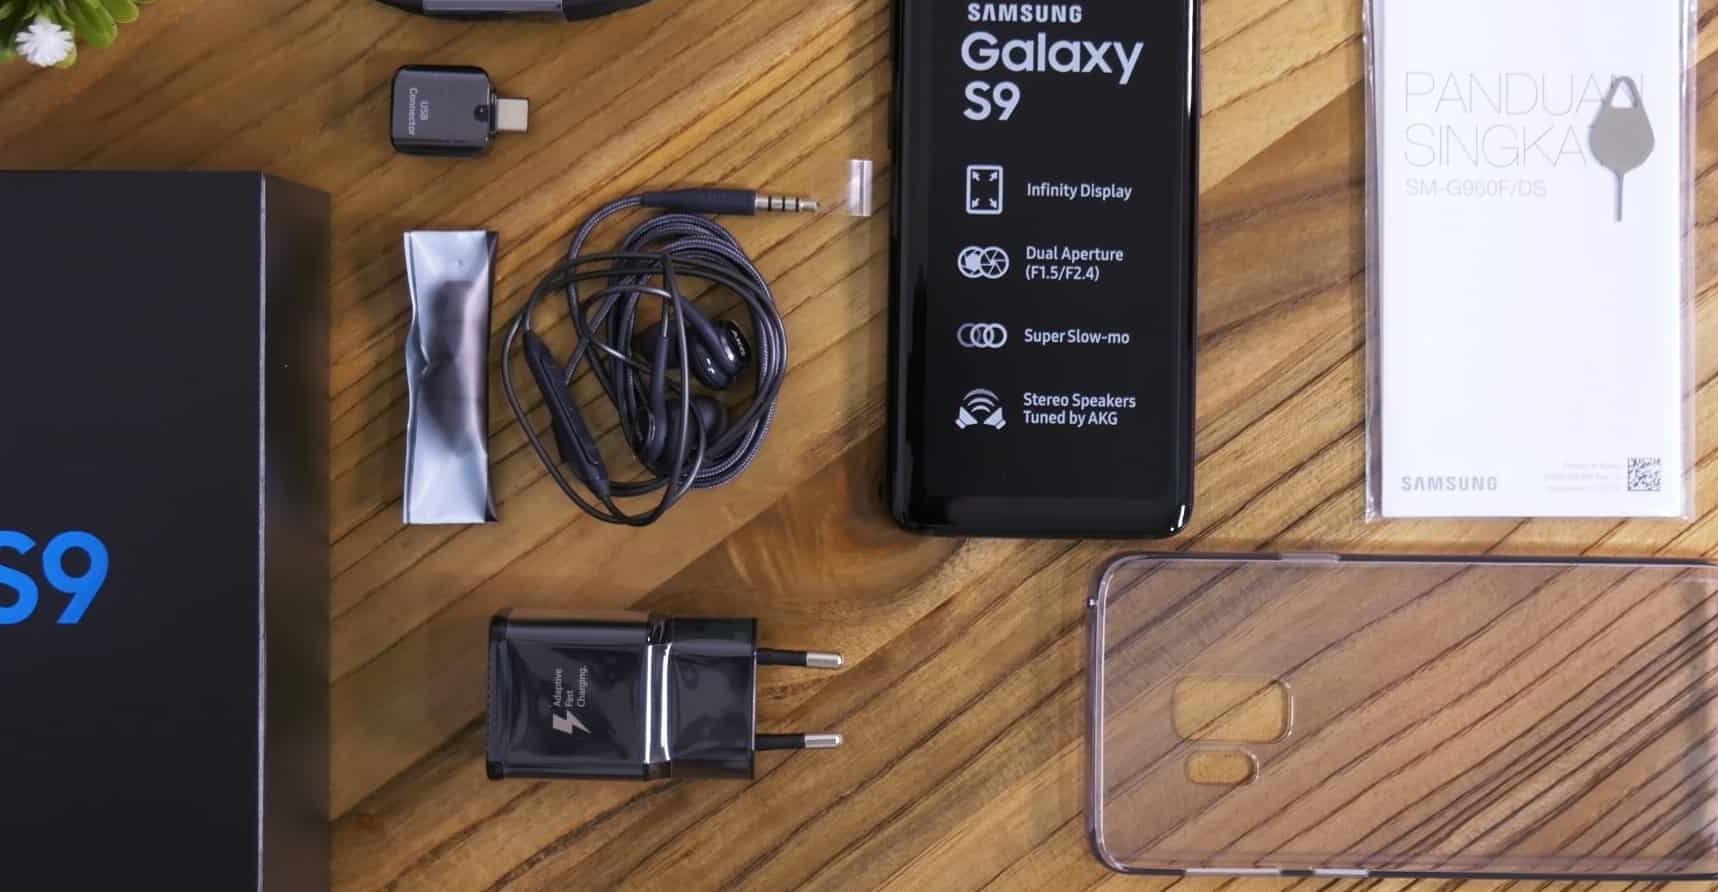 SAMSUNG
Galaxy
S9
Infinity Display
Dual Aperture
(F1.5/F2.4)
Super Slow-mo
Stereo Speakers
Tuned by AKG
PANDUAN
SINGKA
SM-G960F/DS
SAMSUNG
USB
Connector
AKG
S9
Adaptive
Fast
Charging